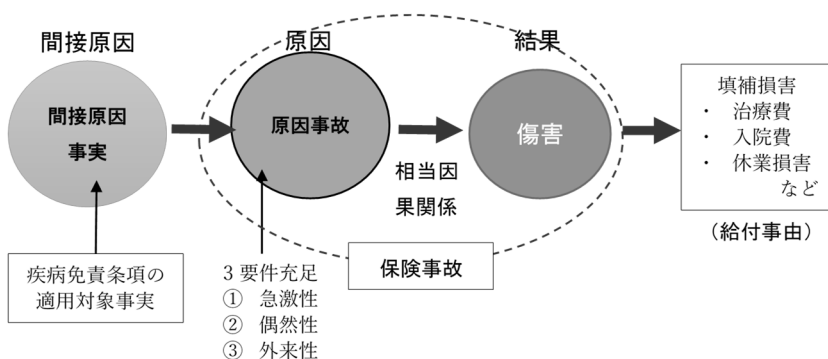 間接原因
原因
結果
間接原因
事実
原因事故
傷害
相当因
果関係
填補損害
・ 治療費
・ 入院費
・ 休業損害
など
（給付事由）
保険事故
疾病免責条項の
適用対象事実
3 要件充足
① 急激性
② 偶然性
③ 外来性